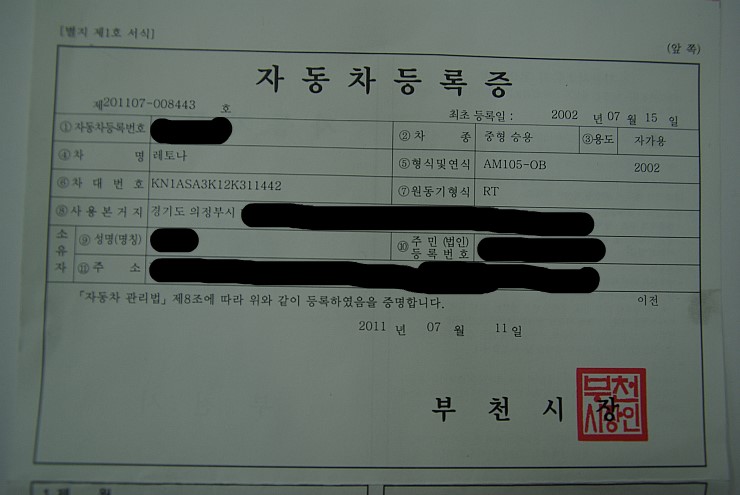 [별지 제1호 서식]
(앞 쪽)
자 동 차 등 록 증
제201107-008443 호
최초 등록일 : 2002 년 07 월 15 일
①자동차등록번호
②차 종 중형 승용 ③용도 자가용
④차 명 레토나
⑤형식및연식 AM105-OB 2002
⑥차 대 번 호 KN1ASA3K12K311442
⑦원동기형식 RT
⑧사 용 본 거 지 경기도 의정부시
소유자 ⑨성명(명칭)
⑩주 민 (법인) 등 록 번 호
⑪주 소
「자동차 관리법」 제8조에 따라 위와 같이 등록하였음을 증명합니다. 이전
2011 년 07 월 11 일
부 천 시 장
부천
시장인